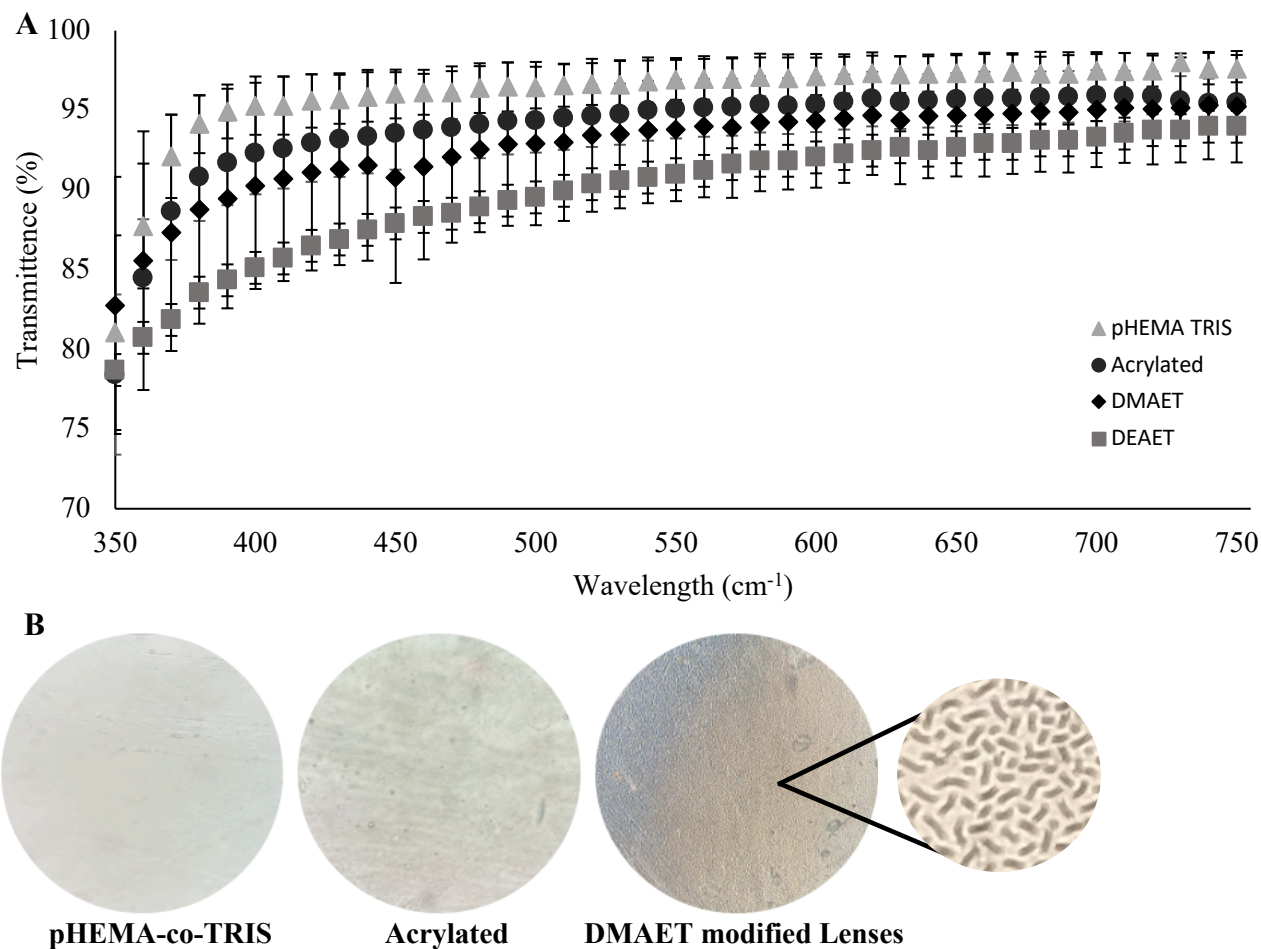 A
100
95
90
85
80
75
70
Transmittence (%)
350 400 450 500 550 600 650 700 750
Wavelength (cm⁻¹)
pHEMA TRIS
Acrylated
DMAET
DEAET
B
pHEMA-co-TRIS Acrylated DMAET modified Lenses